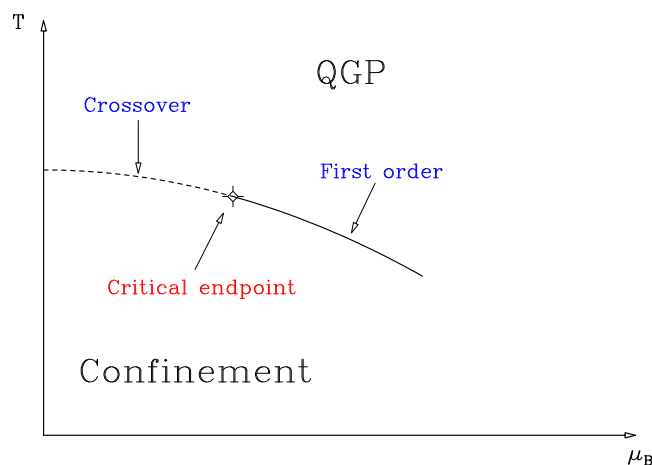 T
QGP
Crossover
First order
Critical endpoint
Confinement
μB